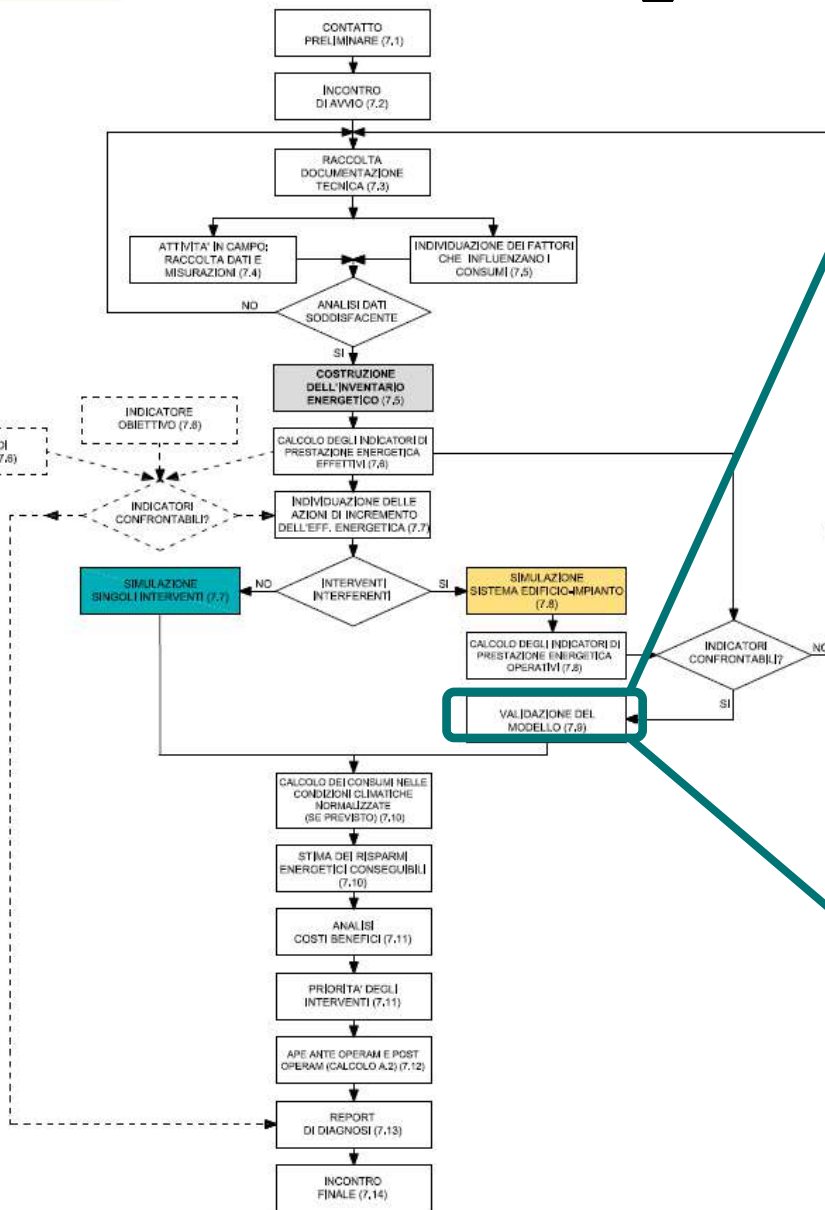 CONTATTO
PRELIMINARE (7.1)
INCONTRO
DI AVVIO (7.2)
RACCOLTA
DOCUMENTAZIONE
TECNICA (7.3)
ATTIVITA' IN CAMPO;
RACCOLTA DATI E
MISURAZIONI (7.4)
INDIVIDUAZIONE DEI FATTORI
CHE INFLUENZANO I
CONSUMI (7.5)
NO
ANALISI DATI
SODDISFACENTE
SI
COSTRUZIONE
DELL'INVENTARIO
ENERGETICO (7.5)
INDICATORE
OBIETTIVO (7.6)
DI
7.6)
CALCOLO DEGLI INDICATORI DI
PRESTAZIONE ENERGETICA
EFFETTIVI (7.6)
INDICATORI
CONFRONTABILI?
INDIVIDUAZIONE DELLE
AZIONI DI INCREMENTO
DELL'EFF. ENERGETICA (7.7)
SIMULAZIONE
SINGOLI INTERVENTI (7.7)
NO
INTERVENTI
INTERFERENTI
SI
SIMULAZIONE
SISTEMA EDIFICIO-IMPIANTO
(7.8)
CALCOLO DEGLI INDICATORI DI
PRESTAZIONE ENERGETICA
OPERATIVI (7.8)
INDICATORI
CONFRONTABILI?
NO
SI
VALIDAZIONE DEL
MODELLO (7.9)
CALCOLO DEI CONSUMI NELLE
CONDIZIONI CLIMATICHE
NORMALIZZATE
(SE PREVISTO) (7.10)
STIMA DEI RISPARMI
ENERGETICI CONSEGUIBILI
(7.10)
ANALISI
COSTI BENEFICI (7.11)
PRIORITA' DEGLI
INTERVENTI (7.11)
APE ANTE OPERAM E POST
OPERAM (CALCOLO A.2) (7.12)
REPORT
DI DIAGNOSI (7.13)
INCONTRO
FINALE (7.14)